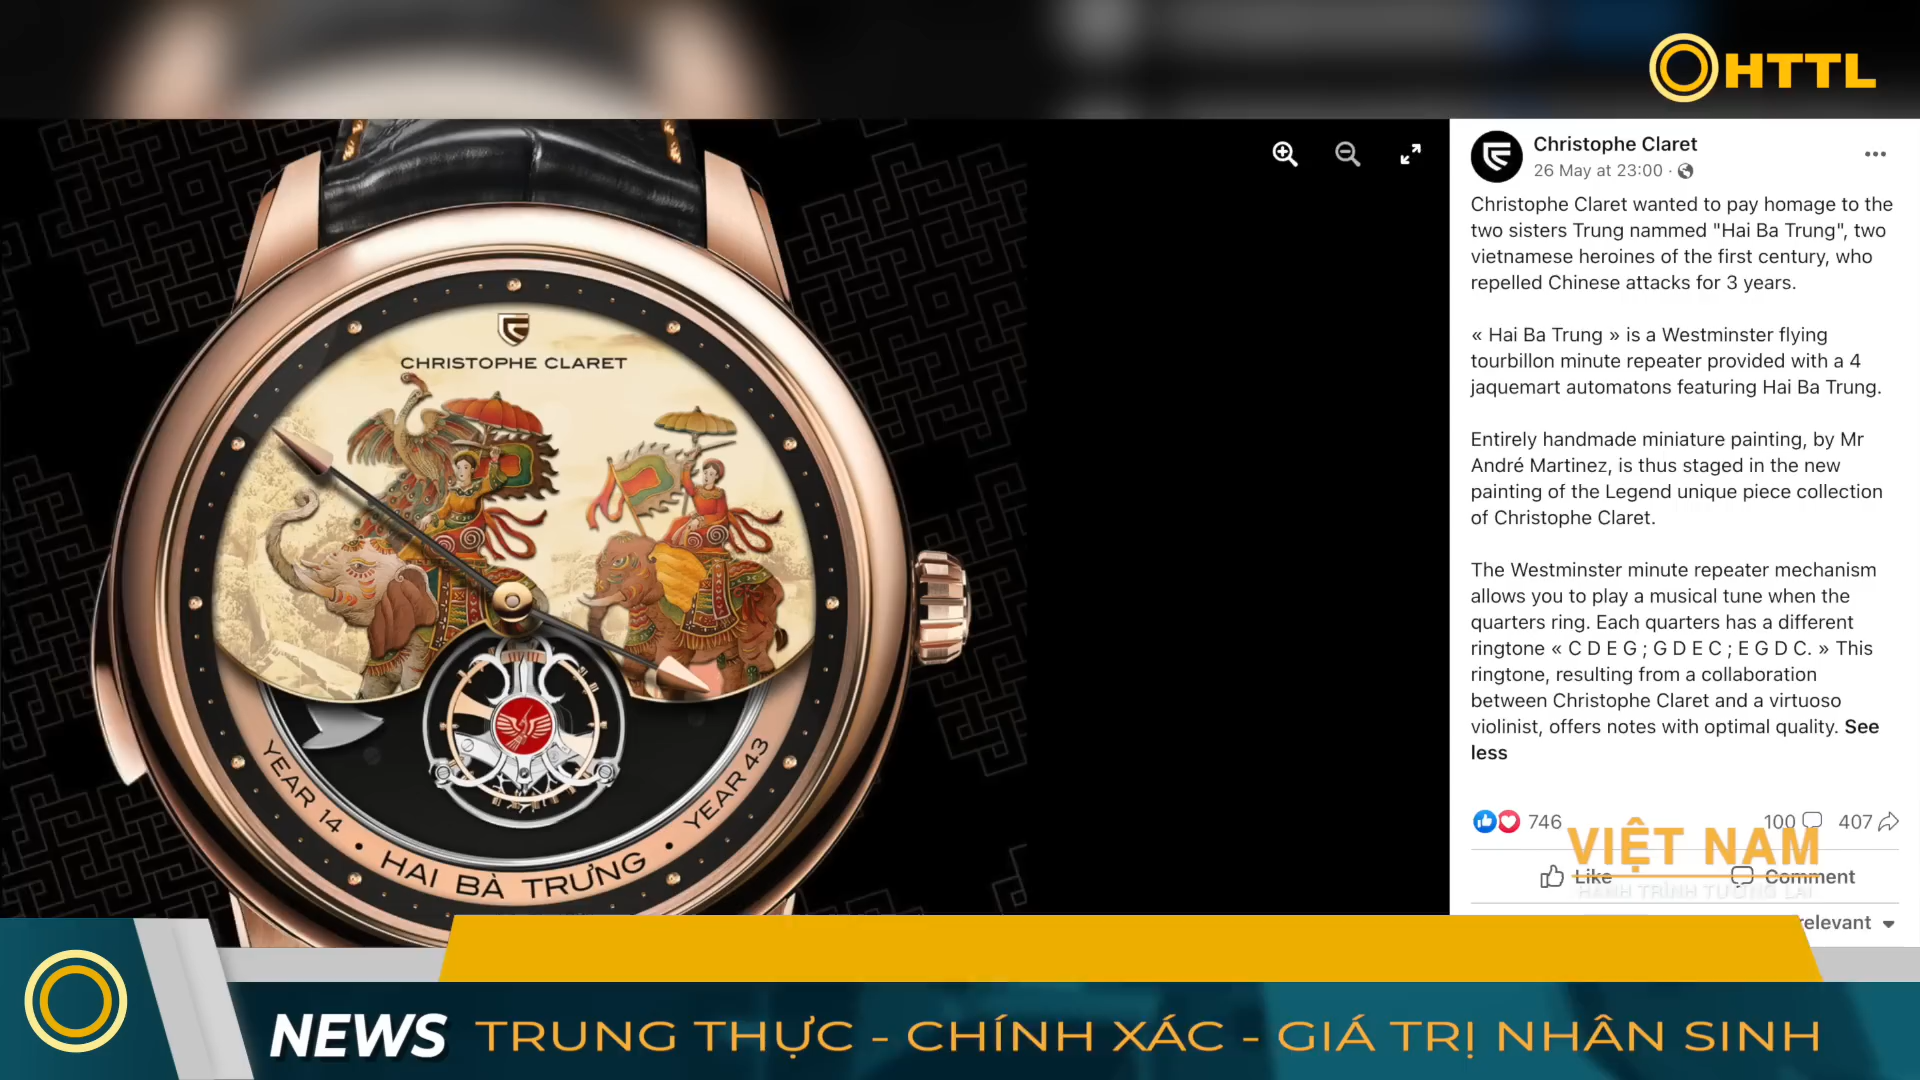 HTTL
CHRISTOPHE CLARET
YEAR 14 • HAI BÀ TRƯNG • YEAR 43
Christophe Claret
26 May at 23:00 ·
Christophe Claret wanted to pay homage to the
two sisters Trung nammed "Hai Ba Trung", two
vietnamese heroines of the first century, who
repelled Chinese attacks for 3 years.
« Hai Ba Trung » is a Westminster flying
tourbillon minute repeater provided with a 4
jaquemart automatons featuring Hai Ba Trung.
Entirely handmade miniature painting, by Mr
André Martinez, is thus staged in the new
painting of the Legend unique piece collection
of Christophe Claret.
The Westminster minute repeater mechanism
allows you to play a musical tune when the
quarters ring. Each quarters has a different
ringtone « C D E G ; G D E C ; E G D C. » This
ringtone, resulting from a collaboration
between Christophe Claret and a virtuoso
violinist, offers notes with optimal quality. See
less
746 100 407
VIỆT NAM
Like Comment
HÀNH TRÌNH TƯƠNG LAI
relevant
NEWS TRUNG THỰC - CHÍNH XÁC - GIÁ TRỊ NHÂN SINH